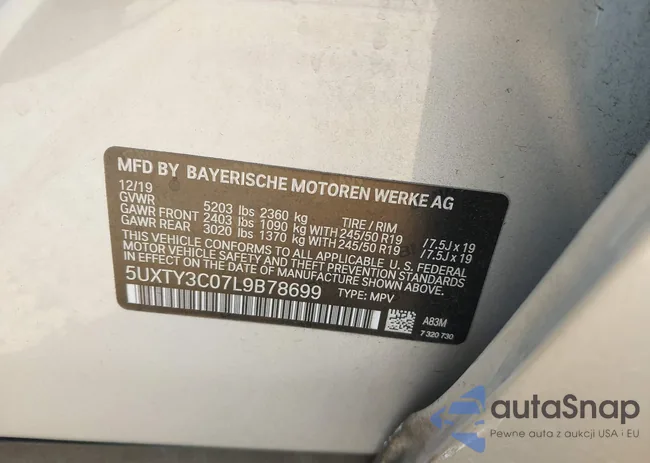 MFD BY BAYERISCHE MOTOREN WERKE AG
12/19
GVWR 5203 lbs 2360 kg TIRE / RIM
GAWR FRONT 2403 lbs 1090 kg WITH 245/50 R19 /7.5J x 19
GAWR REAR 3020 lbs 1370 kg WITH 245/50 R19 /7.5J x 19
THIS VEHICLE CONFORMS TO ALL APPLICABLE U.S. FEDERAL
MOTOR VEHICLE SAFETY AND THEFT PREVENTION STANDARDS
IN EFFECT ON THE DATE OF MANUFACTURE SHOWN ABOVE.
5UXTY3C07L9B78699 TYPE: MPV
A83M
7 320 730
autaSnap
Pewne auta z aukcji USA i EU